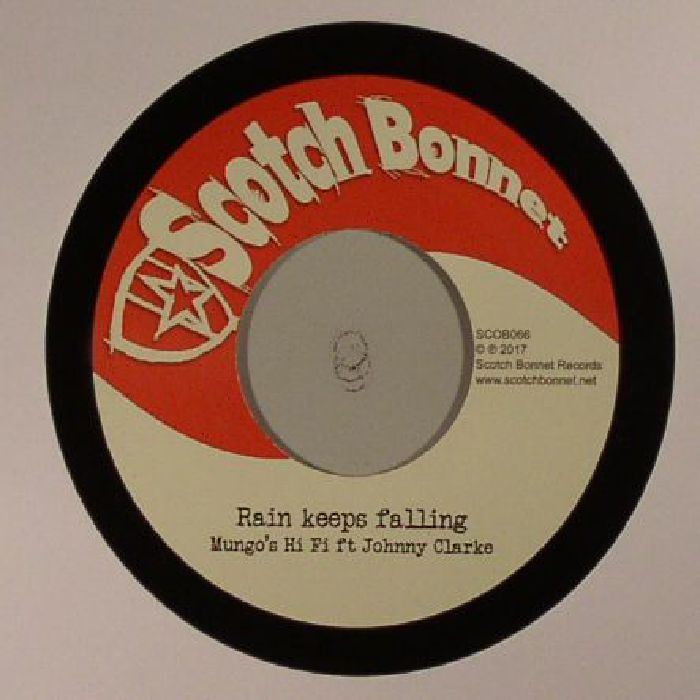 Scotch Bonnet
SCOB066
© ℗ 2017
Scotch Bonnet Records
www.scotchbonnet.net
Rain keeps falling
Mungo's Hi Fi ft Johnny Clarke